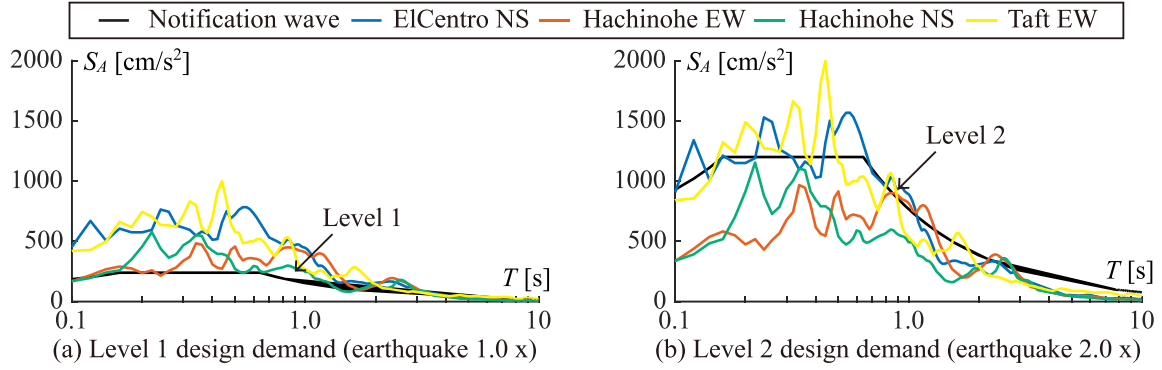 Notification wave ElCentro NS Hachinohe EW Hachinohe NS Taft EW
2000 S_A [cm/s²]
1500
1000
500
0
Level 1
T [s]
0.1 1.0 10
(a) Level 1 design demand (earthquake 1.0 x)
2000 S_A [cm/s²]
1500
1000
500
0
Level 2
T [s]
0.1 1.0 10
(b) Level 2 design demand (earthquake 2.0 x)